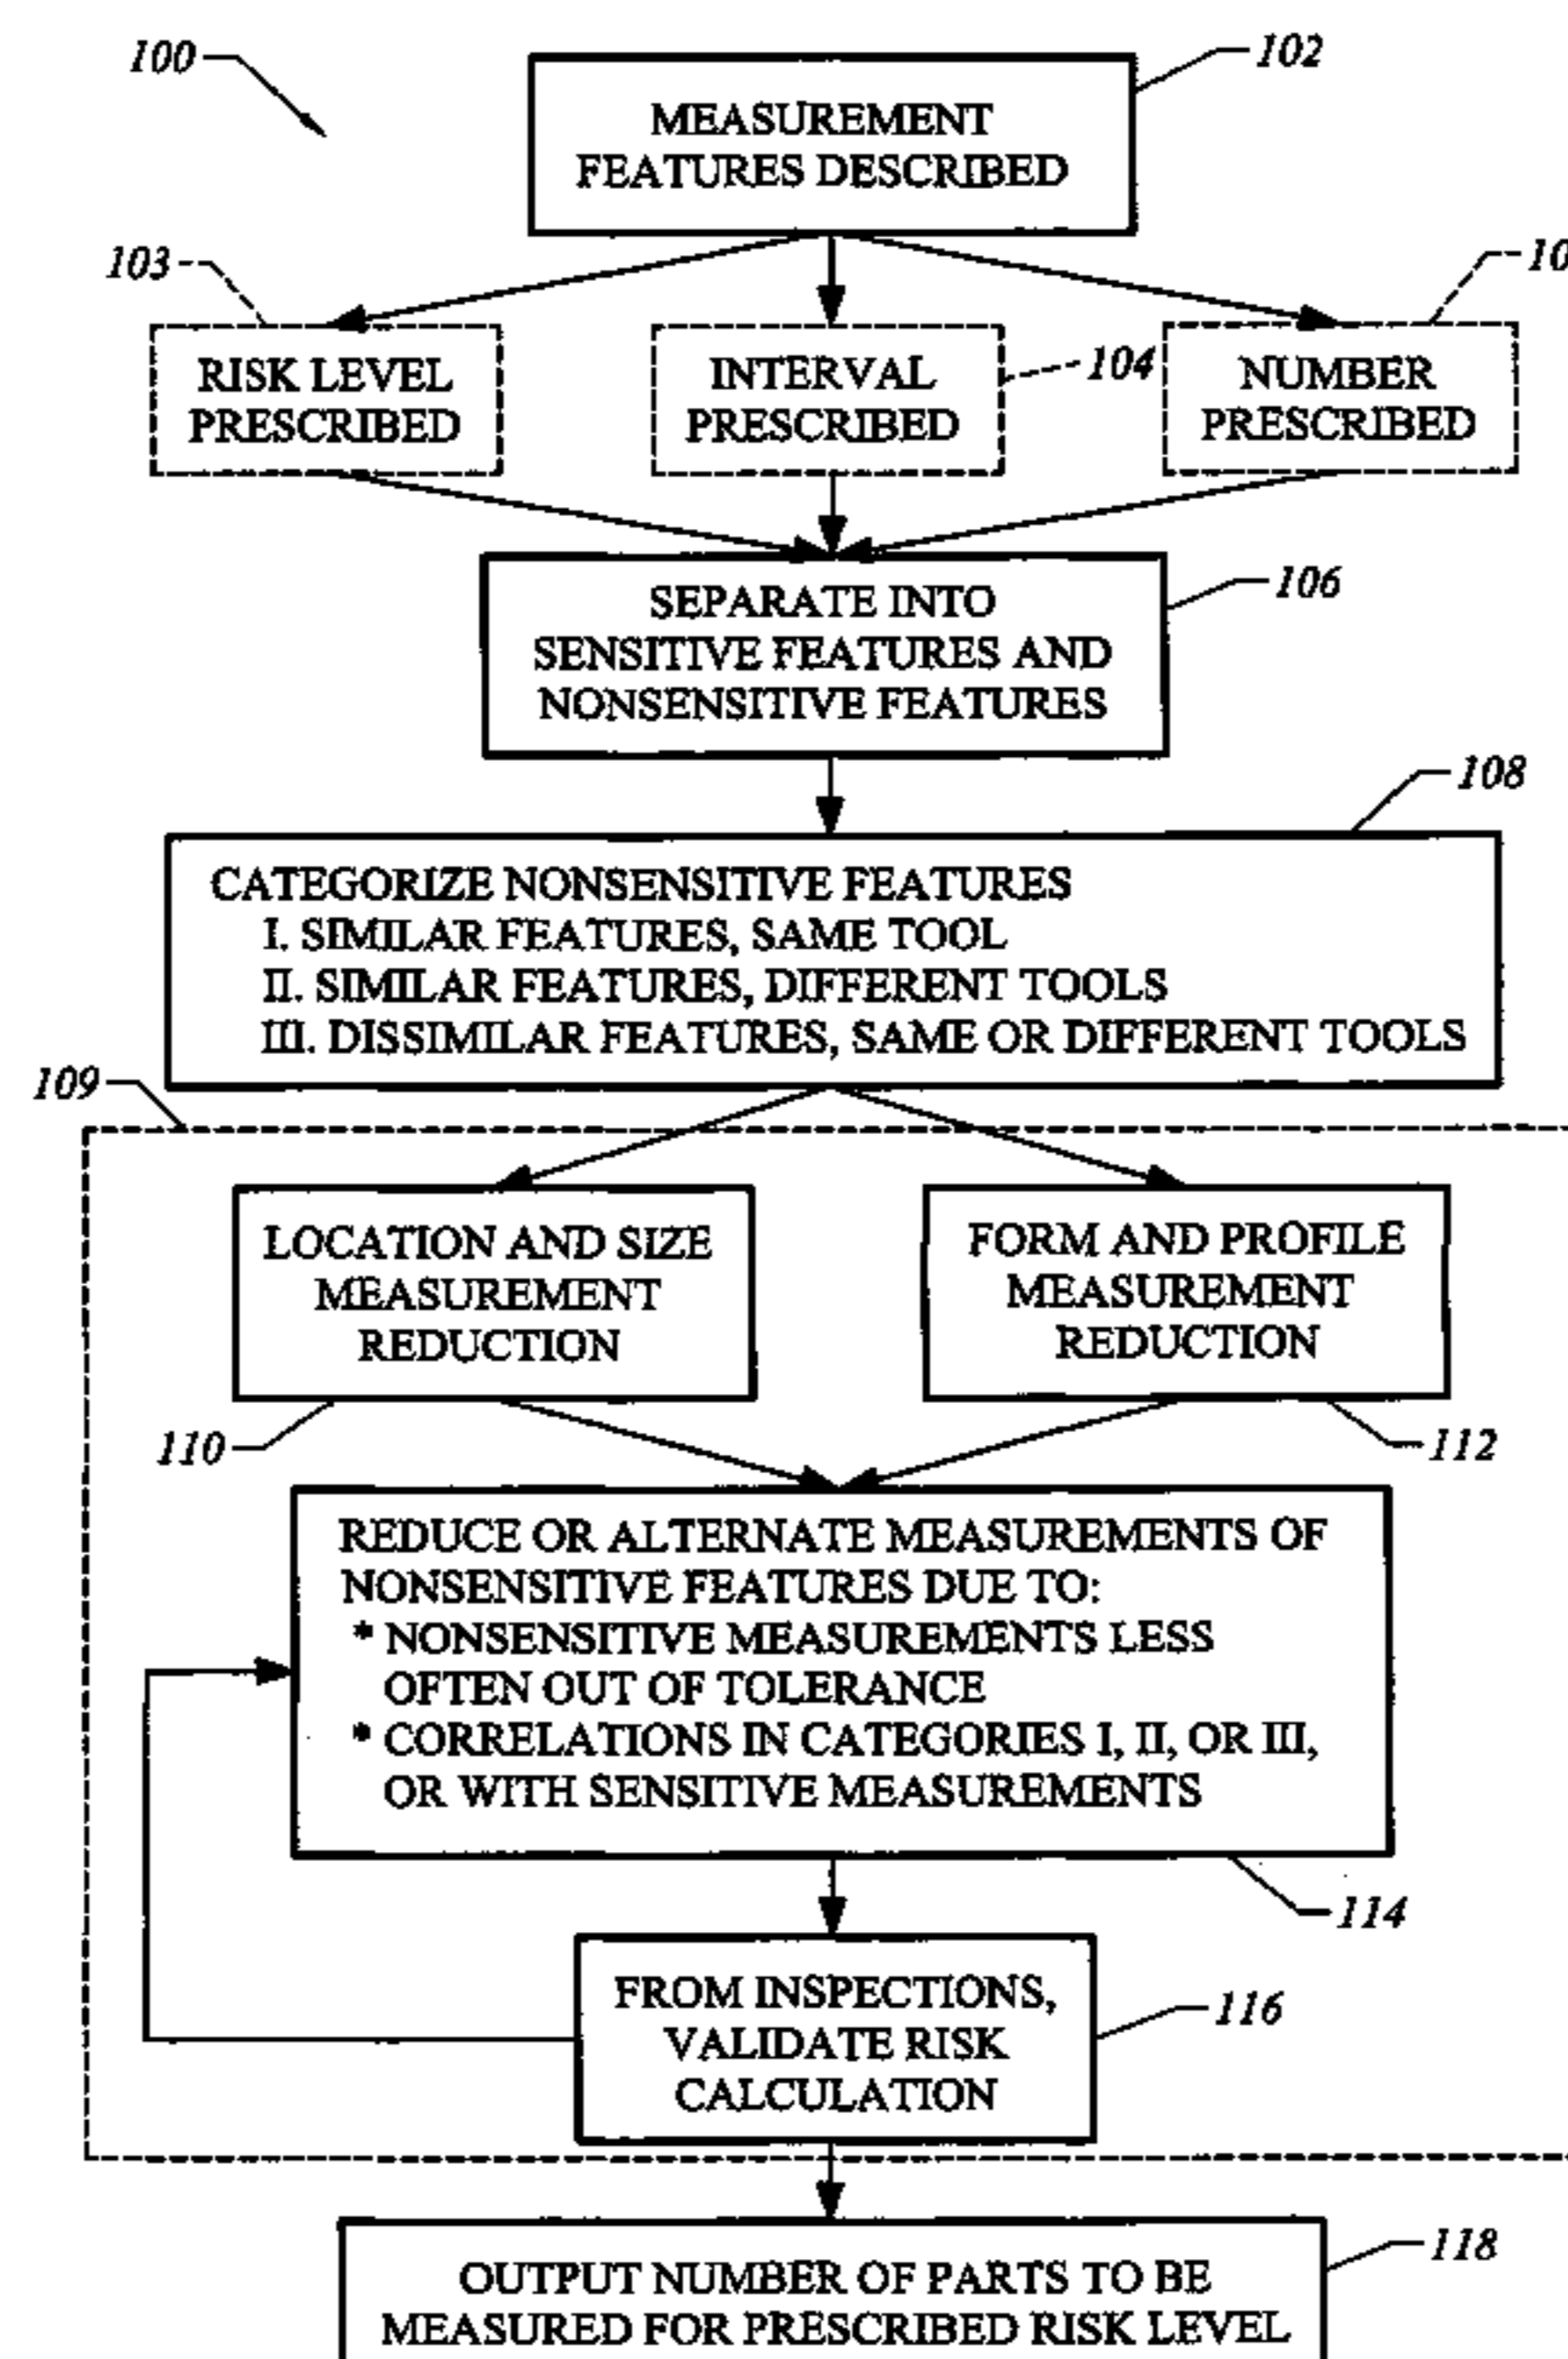 100
102
MEASUREMENT
FEATURES DESCRIBED
103
10
RISK LEVEL
PRESCRIBED
INTERVAL
PRESCRIBED
104
NUMBER
PRESCRIBED
SEPARATE INTO
SENSITIVE FEATURES AND
NONSENSITIVE FEATURES
106
108
CATEGORIZE NONSENSITIVE FEATURES
I. SIMILAR FEATURES, SAME TOOL
II. SIMILAR FEATURES, DIFFERENT TOOLS
III. DISSIMILAR FEATURES, SAME OR DIFFERENT TOOLS
109
LOCATION AND SIZE
MEASUREMENT
REDUCTION
FORM AND PROFILE
MEASUREMENT
REDUCTION
110
112
REDUCE OR ALTERNATE MEASUREMENTS OF
NONSENSITIVE FEATURES DUE TO:
* NONSENSITIVE MEASUREMENTS LESS
OFTEN OUT OF TOLERANCE
* CORRELATIONS IN CATEGORIES I, II, OR III,
OR WITH SENSITIVE MEASUREMENTS
114
FROM INSPECTIONS,
VALIDATE RISK
CALCULATION
116
118
OUTPUT NUMBER OF PARTS TO BE
MEASURED FOR PRESCRIBED RISK LEVEL